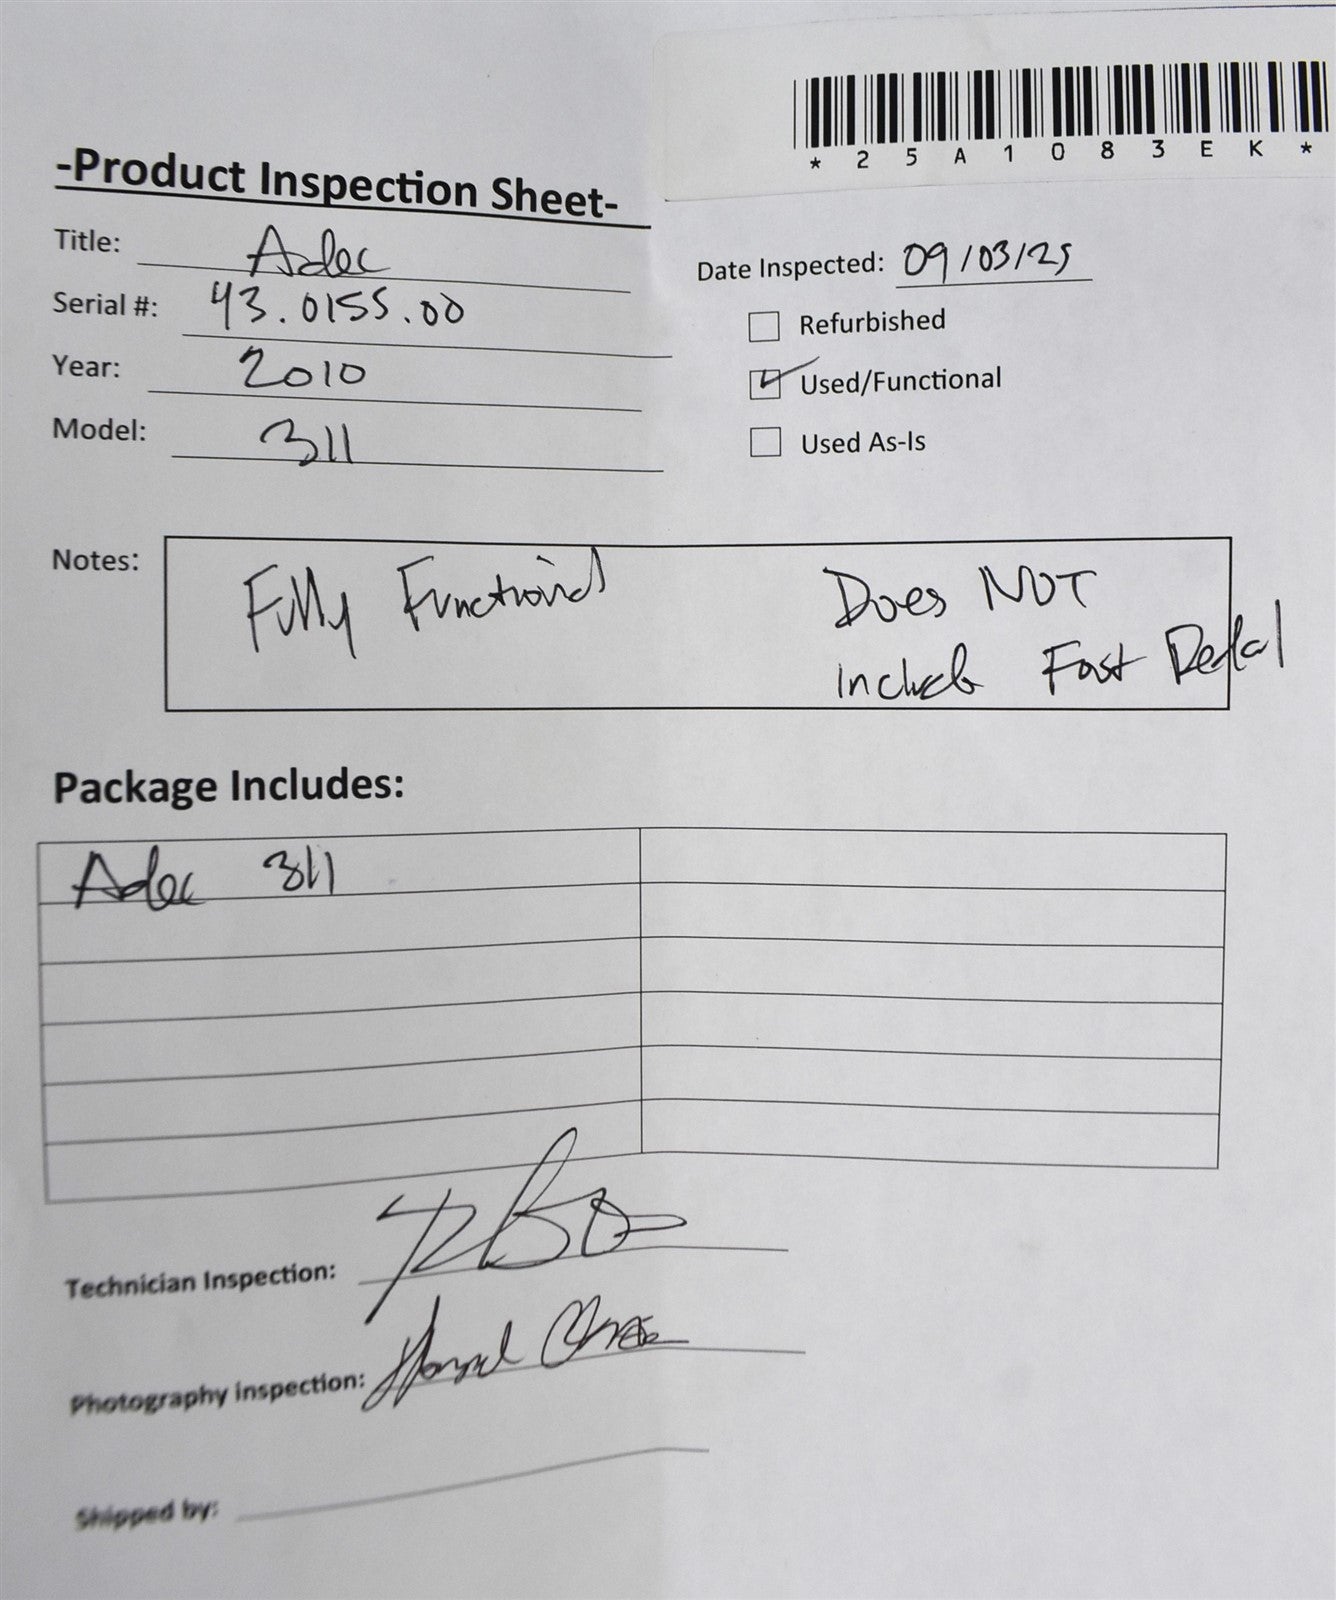 *25A1083EK*
-Product Inspection Sheet-
Title: Adec
Date Inspected: 09/03/25
Serial #: 43.0155.00
Refurbished
Year: 2010
Used/Functional
Model: 311
Used As-Is
Notes: Fully Functional
Does NOT
include Foot Pedal
Package Includes:
Adec 311
Technician Inspection:
Photography inspection:
Shipped by: